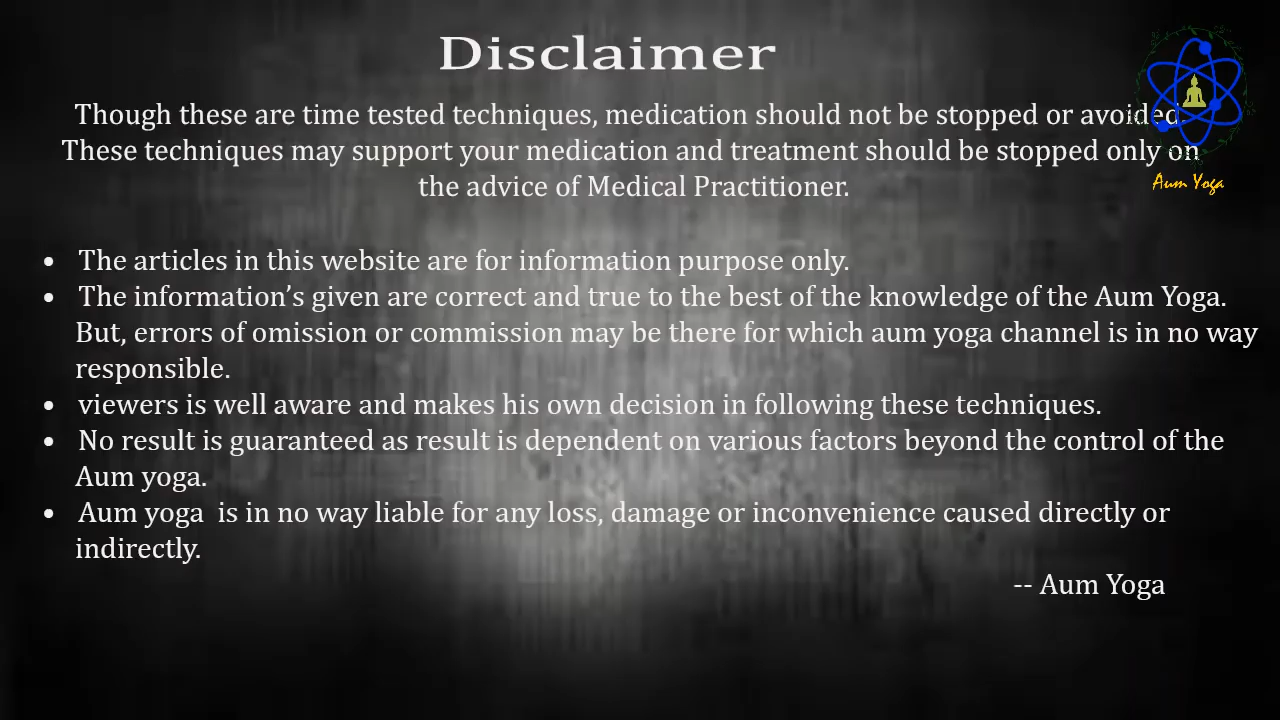 Disclaimer
Though these are time tested techniques, medication should not be stopped or avoided.
These techniques may support your medication and treatment should be stopped only on
the advice of Medical Practitioner.
Aum Yoga
• The articles in this website are for information purpose only.
• The information’s given are correct and true to the best of the knowledge of the Aum Yoga.
But, errors of omission or commission may be there for which aum yoga channel is in no way
responsible.
• viewers is well aware and makes his own decision in following these techniques.
• No result is guaranteed as result is dependent on various factors beyond the control of the
Aum yoga.
• Aum yoga  is in no way liable for any loss, damage or inconvenience caused directly or
indirectly.
-- Aum Yoga